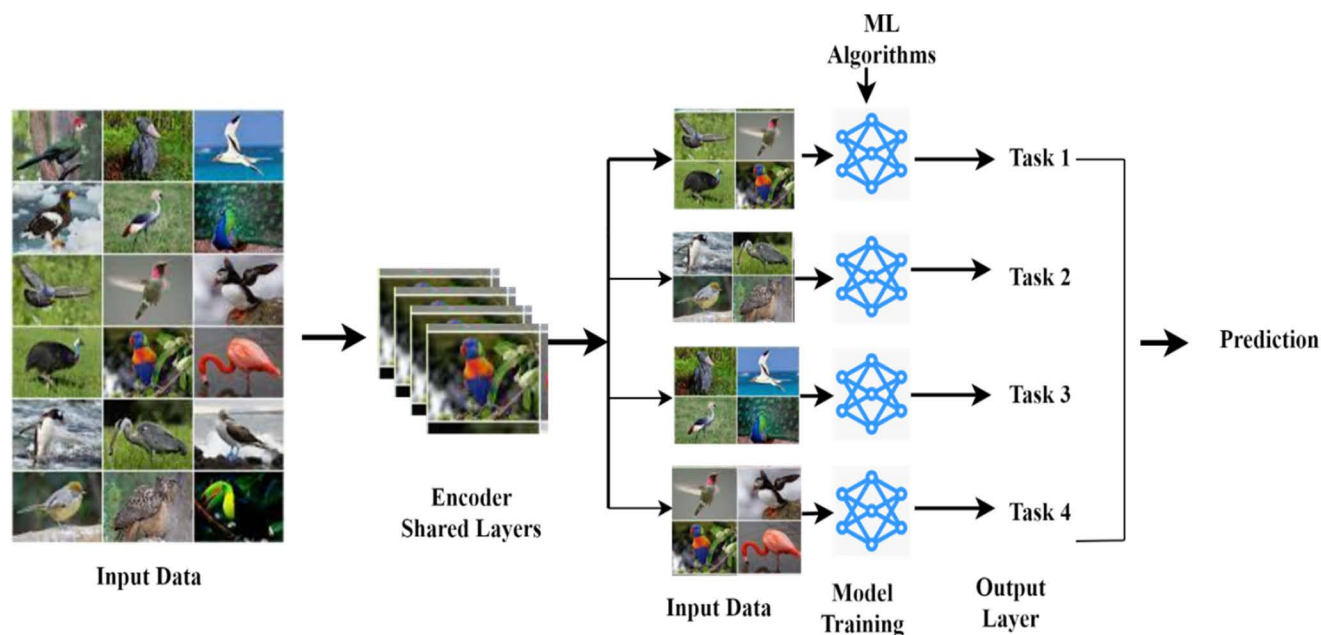 ML
Algorithms
Task 1
Task 2
Task 3
Task 4
Prediction
Encoder
Shared Layers
Input Data
Input Data
Model
Training
Output
Layer